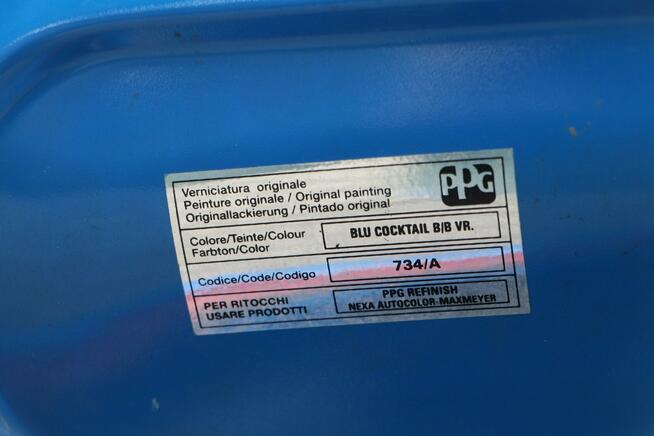 Verniciatura originale
Peinture originale / Original painting
Originallackierung / Pintado original
PPG
Colore/Teinte/Colour
Farbton/Color
BLU COCKTAIL B/B VR.
Codice/Code/Codigo
734/A
PER RITOCCHI
USARE PRODOTTI
PPG REFINISH
NEXA AUTOCOLOR-MAXMEYER